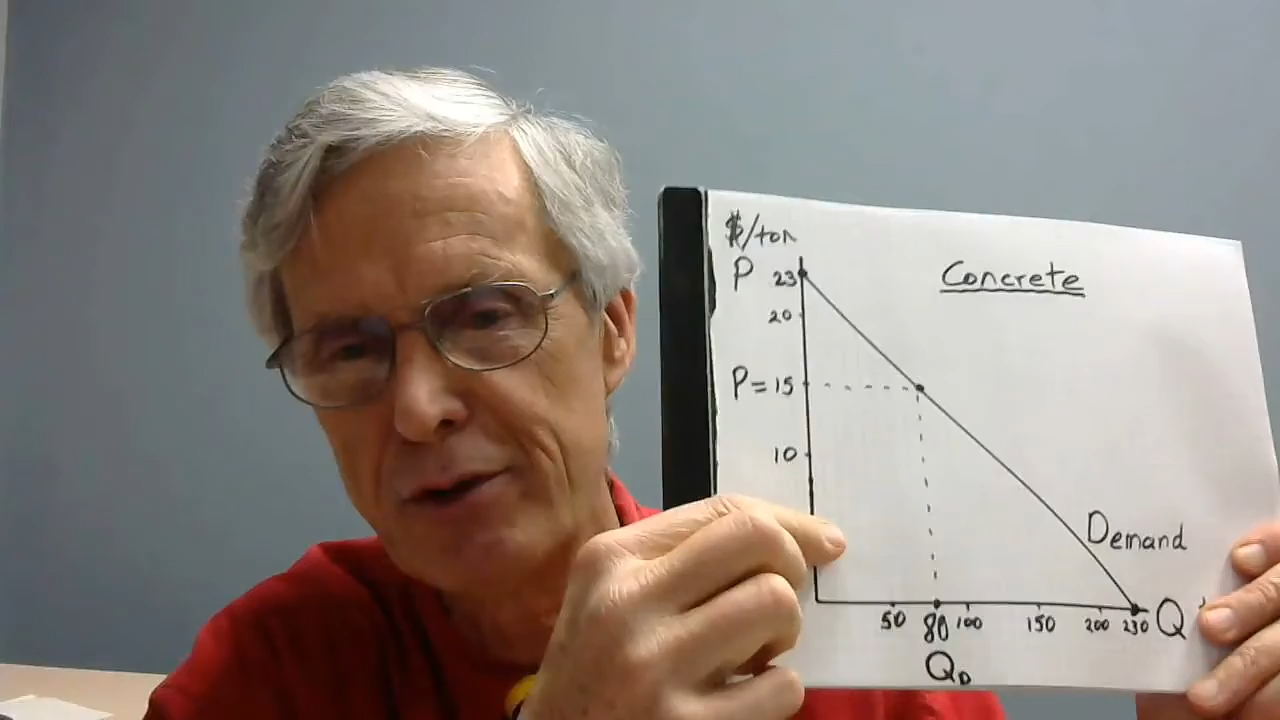 $/ton
Concrete
P 23
20
P = 15
10
Demand
50 80 100 150 200 230 Q
QD